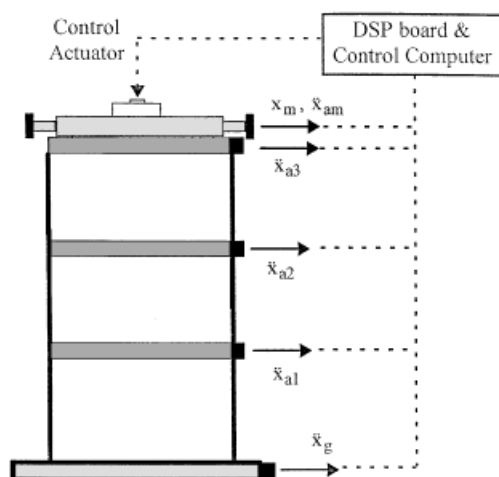 Control
Actuator
DSP board &
Control Computer
xm, ẍam
ẍa3
ẍa2
ẍa1
ẍg